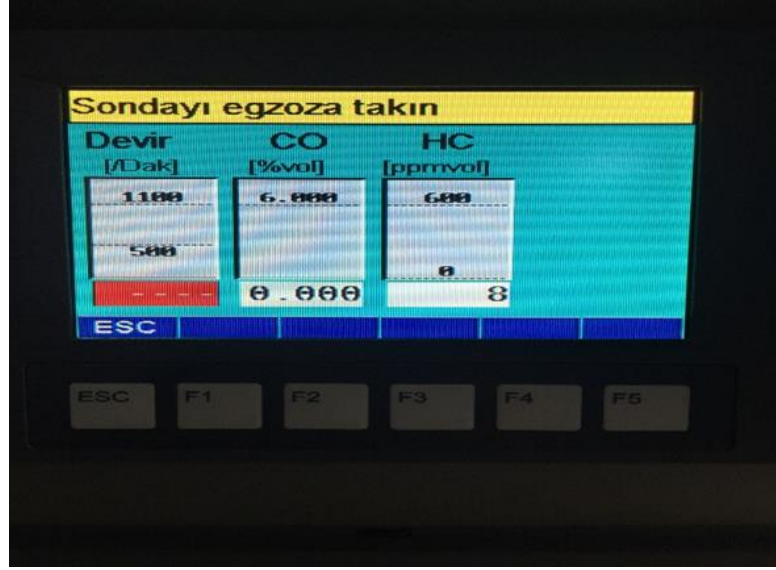 Sondayı egzoza takın
Devir CO HC
[/Dak] [%vol] [ppmvol]
1100 6.000 600
500 0
---- 0.000 8
ESC
ESC F1 F2 F3 F4 F5